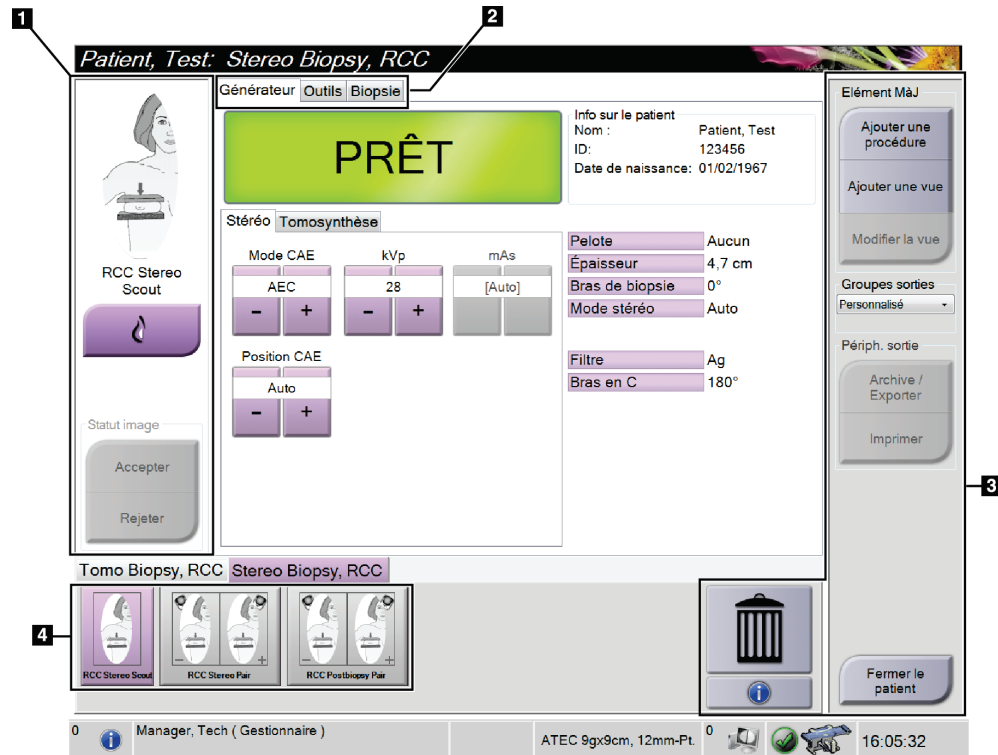 1
2
Patient, Test: Stereo Biopsy, RCC
Générateur Outils Biopsie
PRÊT
Info sur le patient
Nom : Patient, Test
ID: 123456
Date de naissance: 01/02/1967
Elément MàJ
Ajouter une
procédure
Ajouter une vue
Modifier la vue
Groupes sorties
Personnalisé
Périph. sortie
Archive /
Exporter
Imprimer
Fermer le
patient
3
RCC Stereo
Scout
Statut image
Accepter
Rejeter
Stéréo Tomosynthèse
Mode CAE kVp mAs
AEC 28 [Auto]
- + - +
Position CAE
Auto
- +
Pelote Aucun
Épaisseur 4,7 cm
Bras de biopsie 0°
Mode stéréo Auto
Filtre Ag
Bras en C 180°
Tomo Biopsy, RCC Stereo Biopsy, RCC
4
RCC Stereo Scout
- +
RCC Stereo Pair
- +
RCC Postbiopsy Pair
i
0 i Manager, Tech ( Gestionnaire ) ATEC 9gx9cm, 12mm-Pt. 0 16:05:32